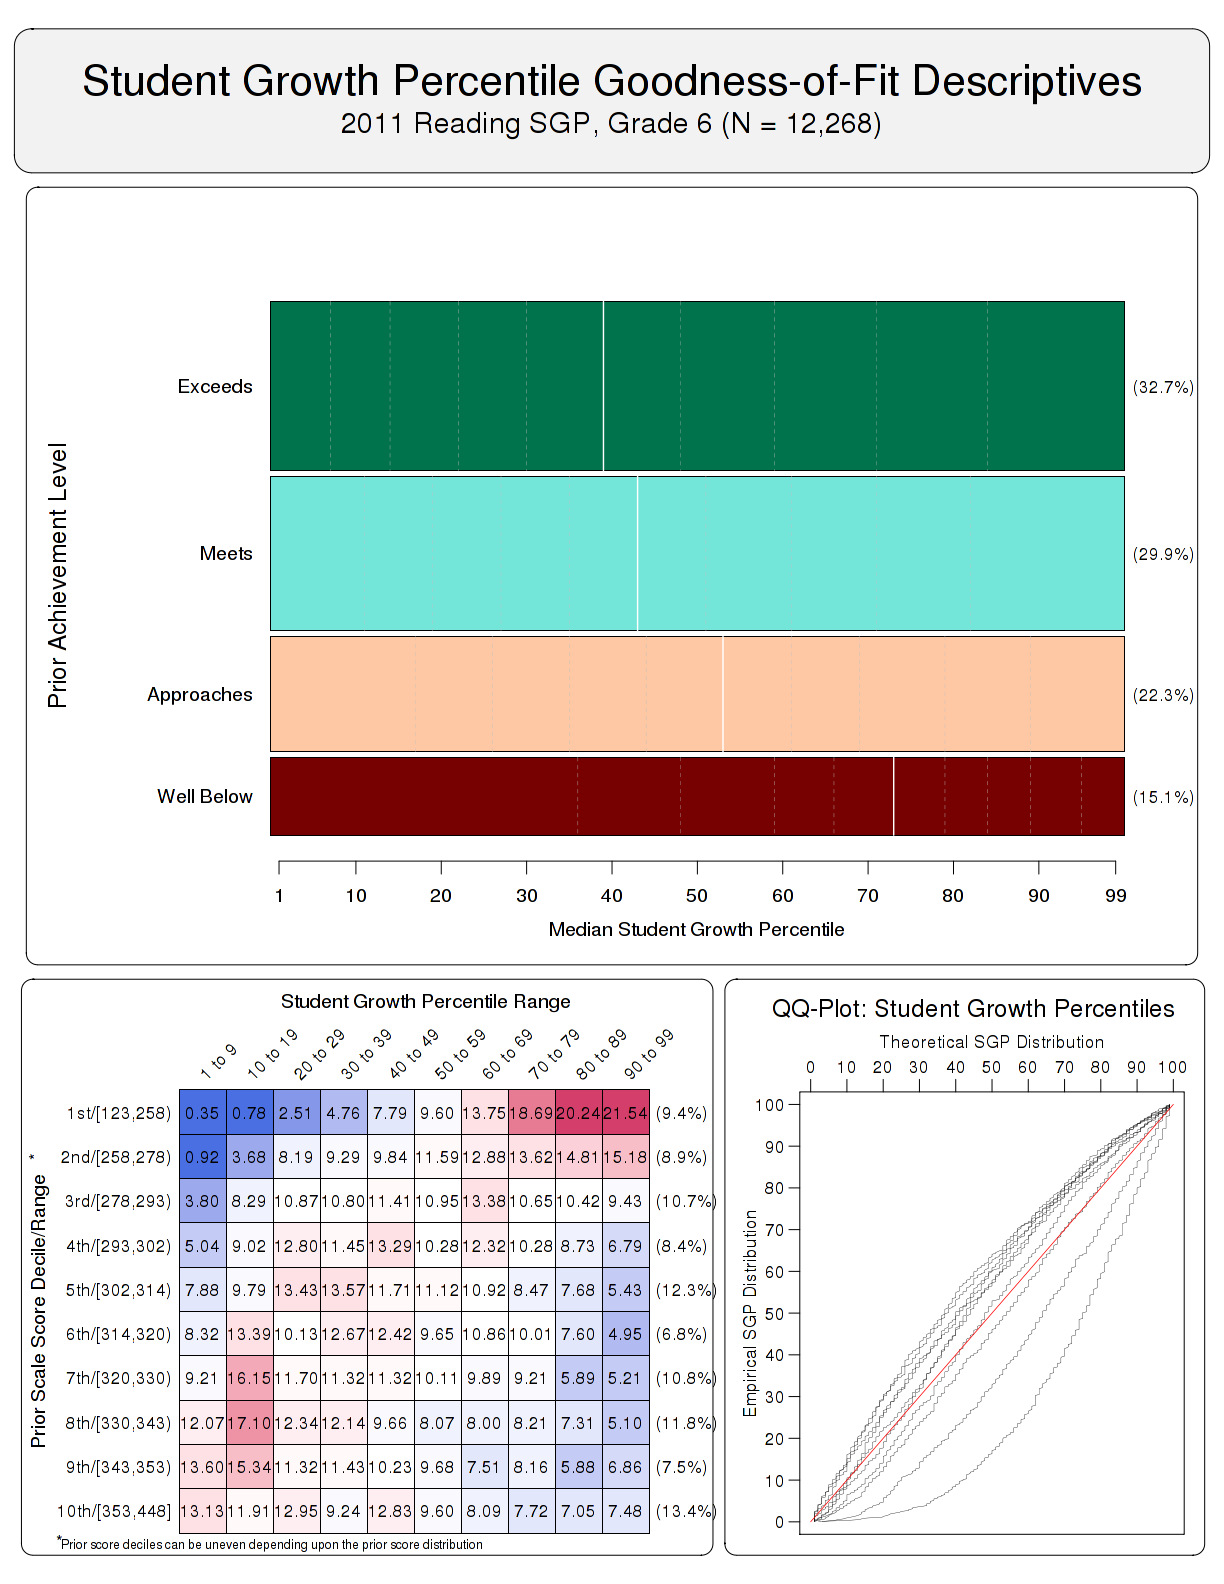 Student Growth Percentile Goodness-of-Fit Descriptives
2011 Reading SGP, Grade 6 (N = 12,268)
Prior Achievement Level
Exceeds (32.7%)
Meets (29.9%)
Approaches (22.3%)
Well Below (15.1%)
1 10 20 30 40 50 60 70 80 90 99
Median Student Growth Percentile
Student Growth Percentile Range
1 to 9 10 to 19 20 to 29 30 to 39 40 to 49 50 to 59 60 to 69 70 to 79 80 to 89 90 to 99
Prior Scale Score Decile/Range *
1st/[123,258) 0.35 0.78 2.51 4.76 7.79 9.60 13.75 18.69 20.24 21.54 (9.4%)
2nd/[258,278) 0.92 3.68 8.19 9.29 9.84 11.59 12.88 13.62 14.81 15.18 (8.9%)
3rd/[278,293) 3.80 8.29 10.87 10.80 11.41 10.95 13.38 10.65 10.42 9.43 (10.7%)
4th/[293,302) 5.04 9.02 12.80 11.45 13.29 10.28 12.32 10.28 8.73 6.79 (8.4%)
5th/[302,314) 7.88 9.79 13.43 13.57 11.71 11.12 10.92 8.47 7.68 5.43 (12.3%)
6th/[314,320) 8.32 13.39 10.13 12.67 12.42 9.65 10.86 10.01 7.60 4.95 (6.8%)
7th/[320,330) 9.21 16.15 11.70 11.32 11.32 10.11 9.89 9.21 5.89 5.21 (10.8%)
8th/[330,343) 12.07 17.10 12.34 12.14 9.66 8.07 8.00 8.21 7.31 5.10 (11.8%)
9th/[343,353) 13.60 15.34 11.32 11.43 10.23 9.68 7.51 8.16 5.88 6.86 (7.5%)
10th/[353,448] 13.13 11.91 12.95 9.24 12.83 9.60 8.09 7.72 7.05 7.48 (13.4%)
*Prior score deciles can be uneven depending upon the prior score distribution
QQ-Plot: Student Growth Percentiles
Theoretical SGP Distribution
0 10 20 30 40 50 60 70 80 90 100
Empirical SGP Distribution
100
90
80
70
60
50
40
30
20
10
0